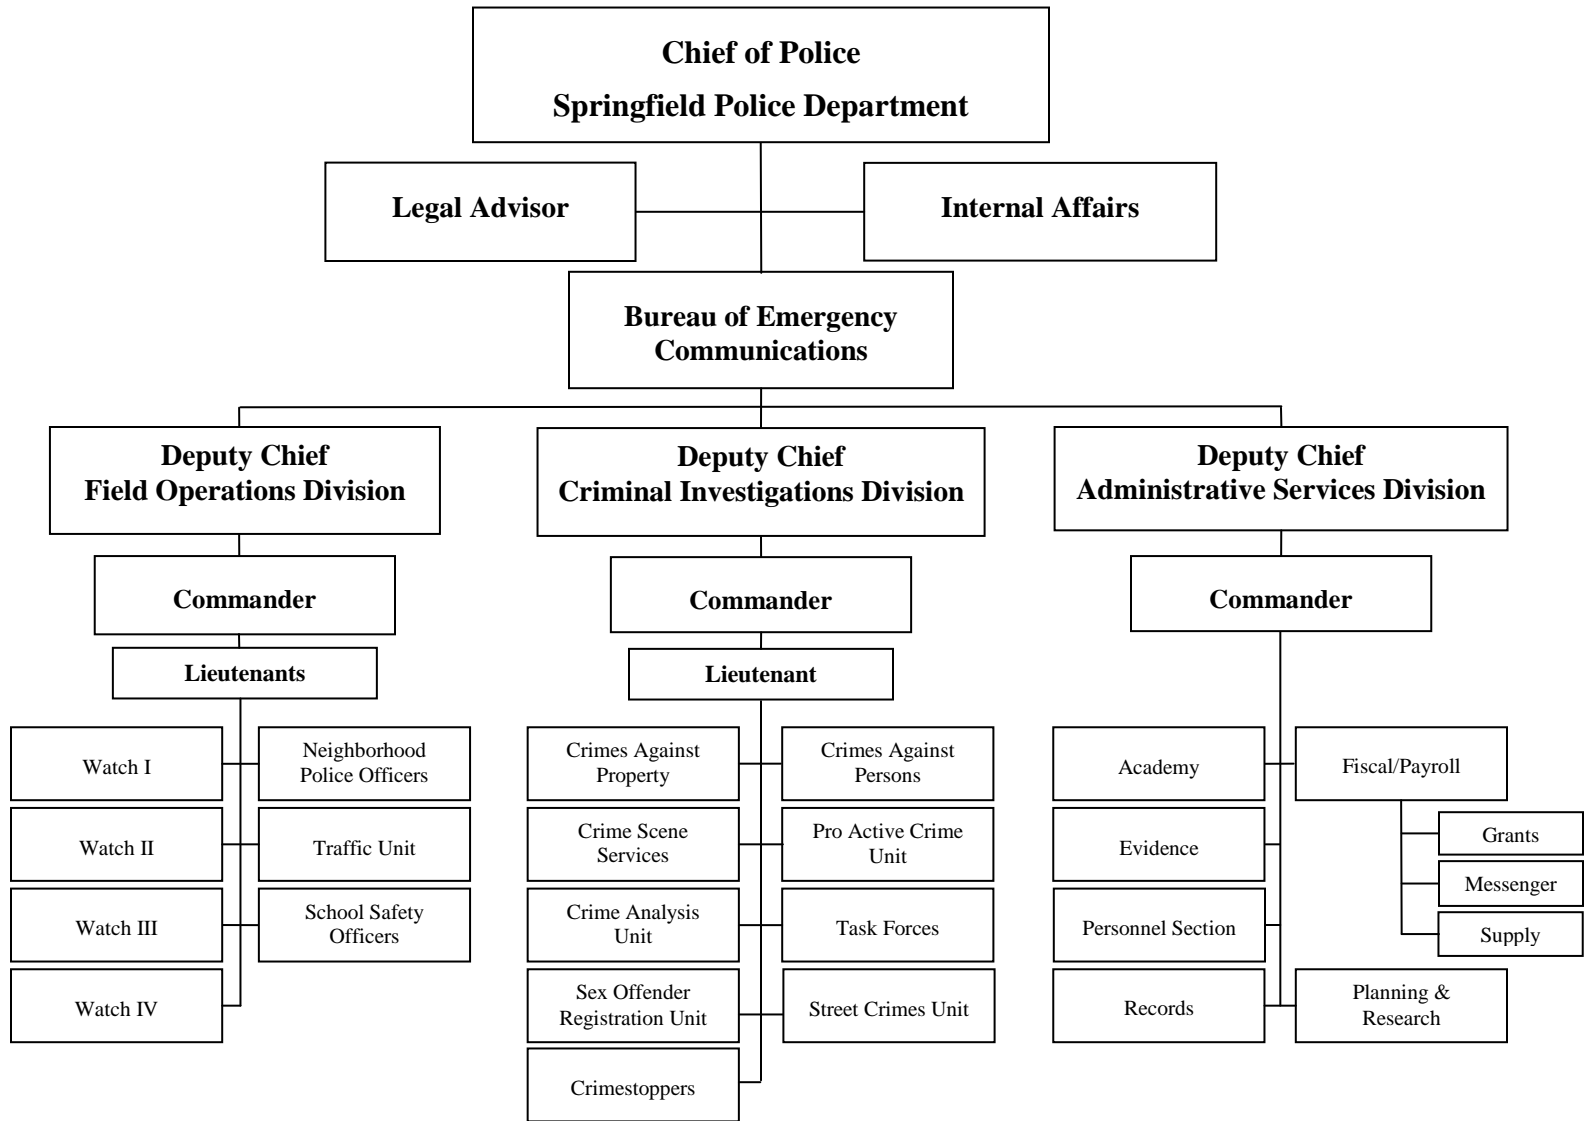 Chief of Police
Springfield Police Department
Legal Advisor
Internal Affairs
Bureau of Emergency
Communications
Deputy Chief
Field Operations Division
Deputy Chief
Criminal Investigations Division
Deputy Chief
Administrative Services Division
Commander
Commander
Commander
Lieutenants
Lieutenant
Watch I
Neighborhood
Police Officers
Watch II
Traffic Unit
Watch III
School Safety
Officers
Watch IV
Crimes Against
Property
Crimes Against
Persons
Crime Scene
Services
Pro Active Crime
Unit
Crime Analysis
Unit
Task Forces
Sex Offender
Registration Unit
Street Crimes Unit
Crimestoppers
Academy
Fiscal/Payroll
Grants
Messenger
Supply
Evidence
Personnel Section
Records
Planning &
Research